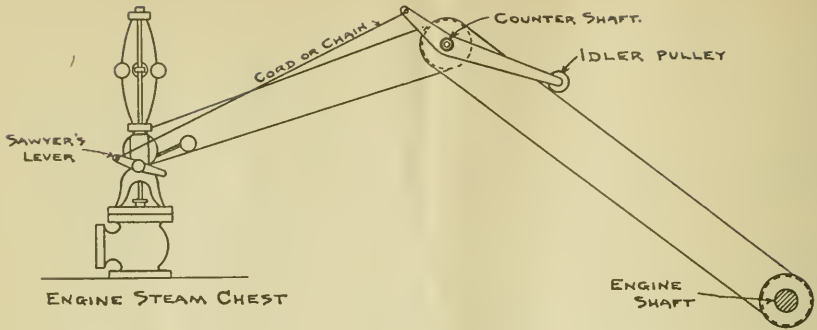 COUNTER SHAFT.
CORD OR CHAIN
IDLER PULLEY
SAWYER'S
LEVER
ENGINE
SHAFT
ENGINE STEAM CHEST